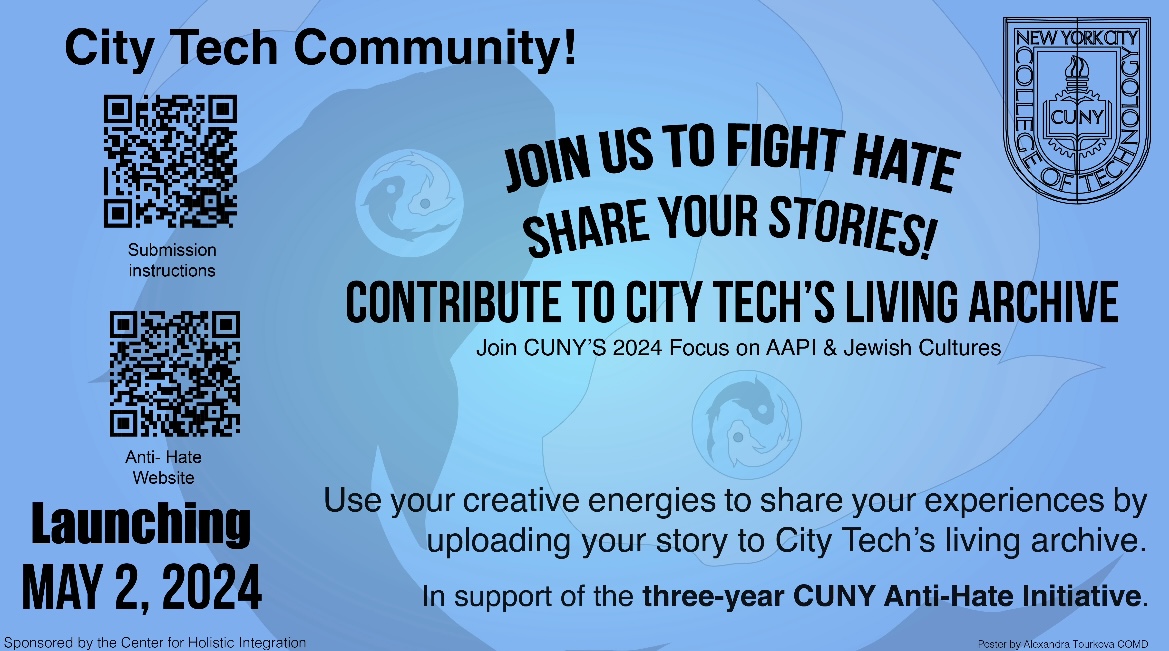 City Tech Community!
NEW YORK CITY
COLLEGE OF TECHNOLOGY
CUNY
Submission
instructions
JOIN US TO FIGHT HATE
SHARE YOUR STORIES!
CONTRIBUTE TO CITY TECH'S LIVING ARCHIVE
Join CUNY'S 2024 Focus on AAPI & Jewish Cultures
Anti- Hate
Website
Launching
MAY 2, 2024
Use your creative energies to share your experiences by
uploading your story to City Tech's living archive.
In support of the three-year CUNY Anti-Hate Initiative.
Sponsored by the Center for Holistic Integration
Poster by Alexandra Tourkova COMD